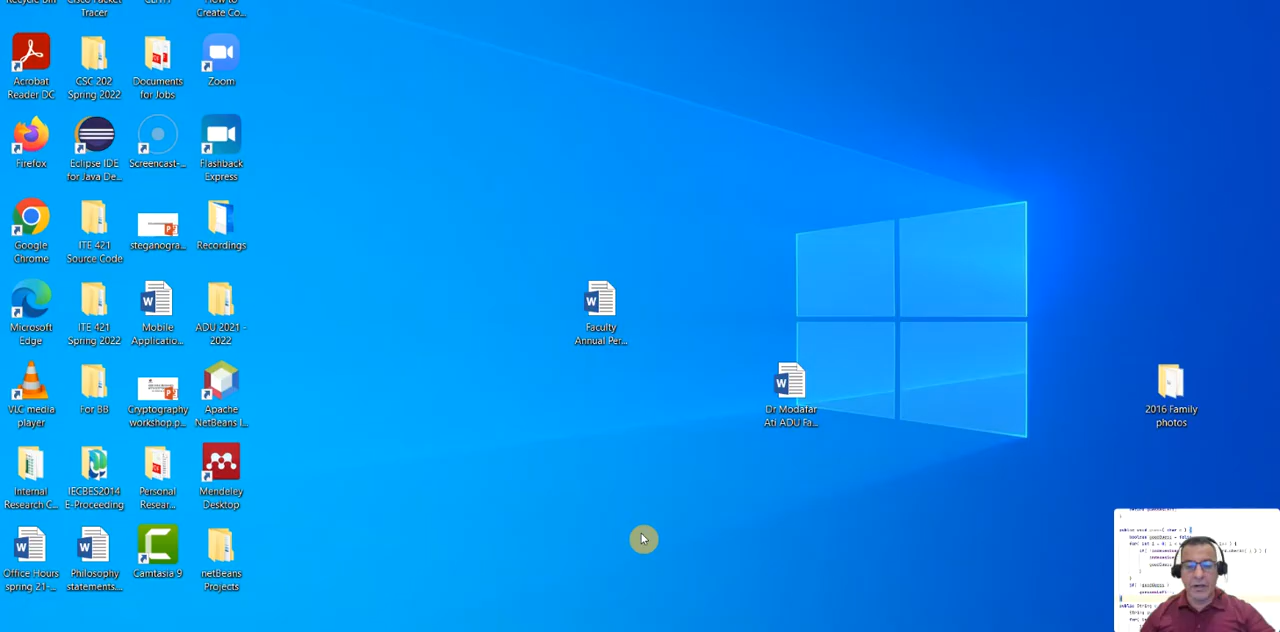 Recycle Bin
Cisco Packet
Tracer
How to
Create Co...
Acrobat
Reader DC
CSC 202
Spring 2022
Documents
for Jobs
Zoom
Firefox
Eclipse IDE
for Java De...
Screencast-...
Flashback
Express
Google
Chrome
ITE 421
Source Code
steganogra...
Recordings
Microsoft
Edge
ITE 421
Spring 2022
Mobile
Applicatio...
ADU 2021 -
2022
Faculty
Annual Per...
VLC media
player
For BB
Cryptography
workshop.p...
Apache
NetBeans I...
Dr Modafar
Ati ADU Fa...
2016 Family
photos
Internal
Research C...
IECBES2014
E-Proceeding
Personal
Resear...
Mendeley
Desktop
Office Hours
spring 21-...
Philosophy
statements....
Camtasia 9
netBeans
Projects